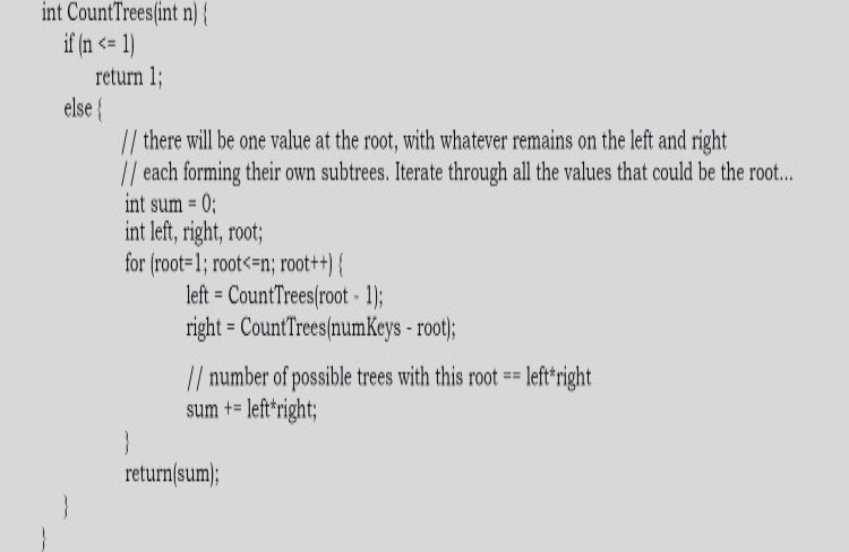 int CountTrees(int n) {
if (n <= 1)
return 1;
else {
// there will be one value at the root, with whatever remains on the left and right
// each forming their own subtrees. Iterate through all the values that could be the root...
int sum = 0;
int left, right, root;
for (root=1; root<=n; root++) {
left = CountTrees(root - 1);
right = CountTrees(numKeys - root);
// number of possible trees with this root == left*right
sum += left*right;
}
return(sum);
}
}